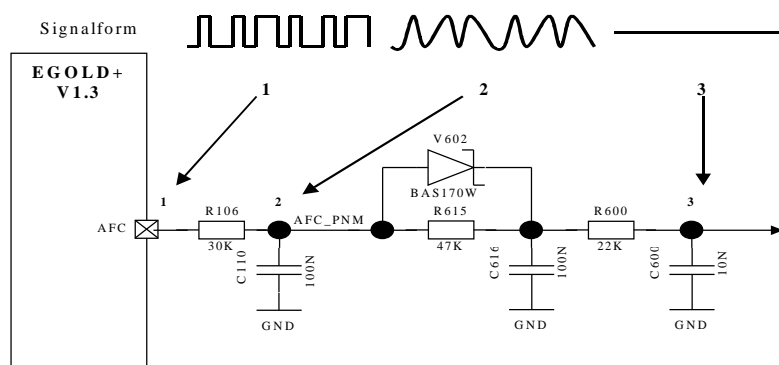 Signalform
EGOLD+
V1.3
1
2
3
V602
BAS170W
1
2
3
R106
AFC_PNM
R615
R600
AFC
30K
47K
22K
C110
100N
C616
100N
C600
10N
GND
GND
GND